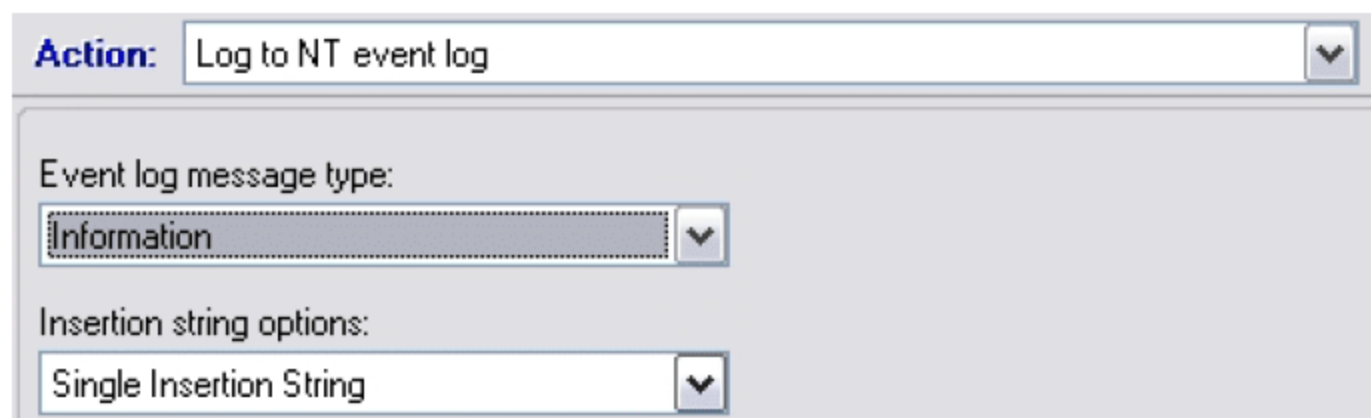 Action: Log to NT event log
Event log message type:
Information
Insertion string options:
Single Insertion String